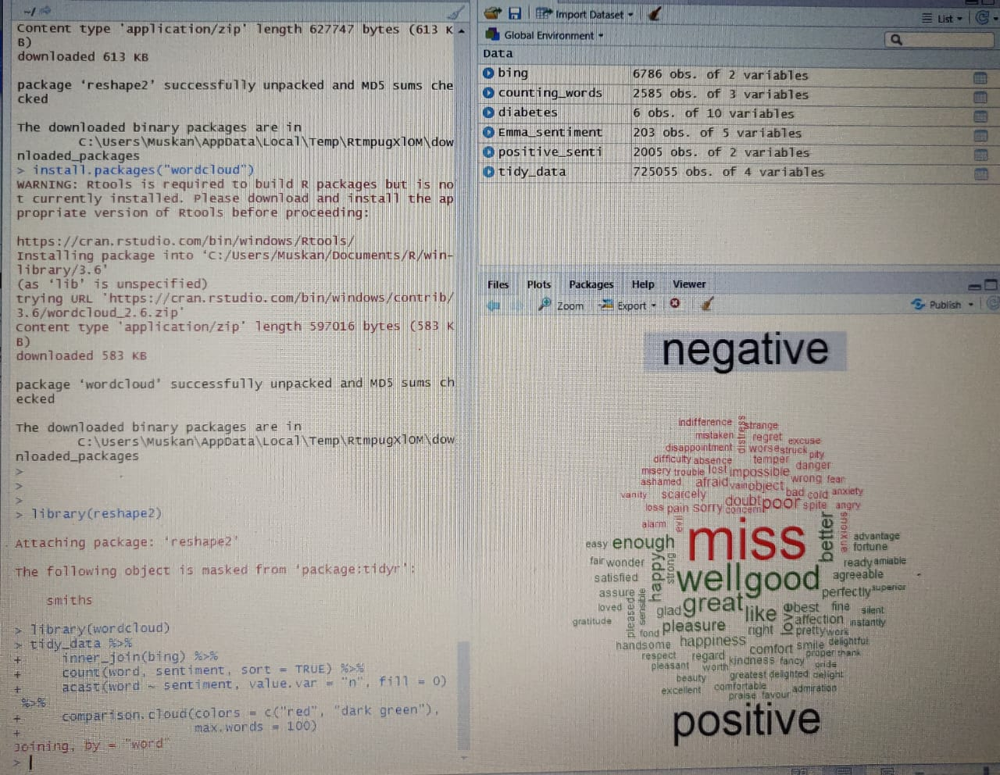 ~/
Content type 'application/zip' length 627747 bytes (613 K
B)
downloaded 613 KB
package 'reshape2' successfully unpacked and MD5 sums che
cked
The downloaded binary packages are in
C:\Users\Muskan\AppData\Local\Temp\RtmpugXlOM\dow
nloaded_packages
> install.packages("wordcloud")
WARNING: Rtools is required to build R packages but is no
t currently installed. Please download and install the ap
propriate version of Rtools before proceeding:
https://cran.rstudio.com/bin/windows/Rtools/
Installing package into 'C:/Users/Muskan/Documents/R/win-
library/3.6'
(as 'lib' is unspecified)
trying URL 'https://cran.rstudio.com/bin/windows/contrib/
3.6/wordcloud_2.6.zip'
Content type 'application/zip' length 597016 bytes (583 K
B)
downloaded 583 KB
package 'wordcloud' successfully unpacked and MD5 sums ch
ecked
The downloaded binary packages are in
C:\Users\Muskan\AppData\Local\Temp\RtmpugXlOM\dow
nloaded_packages
>
>
>
> library(reshape2)
Attaching package: 'reshape2'
The following object is masked from 'package:tidyr':
smiths
> library(wordcloud)
> tidy_data %>%
+ inner_join(bing) %>%
+ count(word, sentiment, sort = TRUE) %>%
+ acast(word ~ sentiment, value.var = "n", fill = 0)
%>%
+ comparison.cloud(colors = c("red", "dark green"),
+ max.words = 100)
Joining, by = "word"
>
Import Dataset
List
Global Environment
Data
bing 6786 obs. of 2 variables
counting_words 2585 obs. of 3 variables
diabetes 6 obs. of 10 variables
Emma_sentiment 203 obs. of 5 variables
positive_senti 2005 obs. of 2 variables
tidy_data 725055 obs. of 4 variables
Files Plots Packages Help Viewer
Zoom Export Publish
negative
indifference distress strange
mistaken regret excuse
disappointment worse struck pity
difficulty absence temper danger
misery trouble lost impossible
ashamed afraid vain object wrong fear
vanity scarcely doubt bad cold anxiety
loss pain sorry concern poor spite angry
alarm evil miss better anxious
easy enough advantage
fortune
fair wonder happy strong ready amiable
satisfied well good agreeable
assure perfectly superior
loved pleased sensible glad great like best fine silent
gratitude love affection instantly
fond pleasure right pretty work
handsome happiness comfort smile delightful
respect regard kindness fancy proper thank
pleasant worth pride
beauty greatest delighted delight
excellent comfortable admiration
praise favour
positive